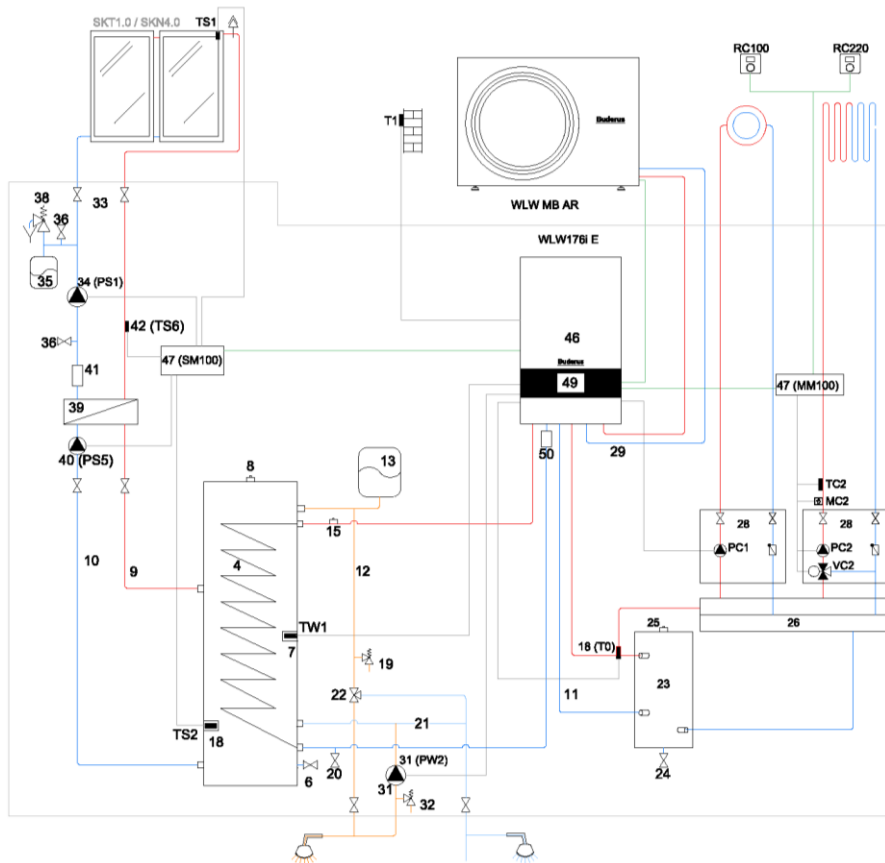 SKT1.0 / SKN4.0
TS1
RC100
RC220
T1
Buderus
WLW MB AR
33
38
36
35
WLW176i E
34 (PS1)
42 (TS6)
36
47 (SM100)
46
Buderus
49
47 (MM100)
41
39
40 (PS5)
50
29
8
13
15
TC2
MC2
28
28
PC1
PC2
VC2
10
9
4
12
TW1
7
19
18 (T0)
25
26
22
11
23
21
TS2
18
6
20
31 (PW2)
31
32
24